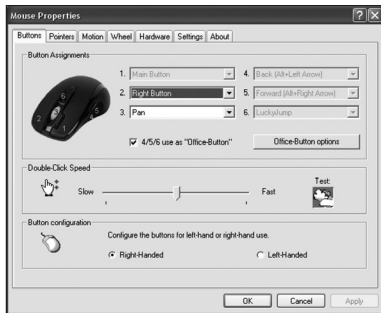 Mouse Properties
Buttons Pointers Motion Wheel Hardware Settings About
Button Assignments
1. Main Button 4. Back (Alt+Left Arrow)
2. Right Button 5. Forward (Alt+Right Arrow)
3. Pan 6. LuckyJump
4/5/6 use as "Office-Button" Office-Button options
Double-Click Speed
Test:
Slow Fast
Button configuration
Configure the buttons for left-hand or right-hand use.
Right-Handed Left-Handed
OK Cancel Apply